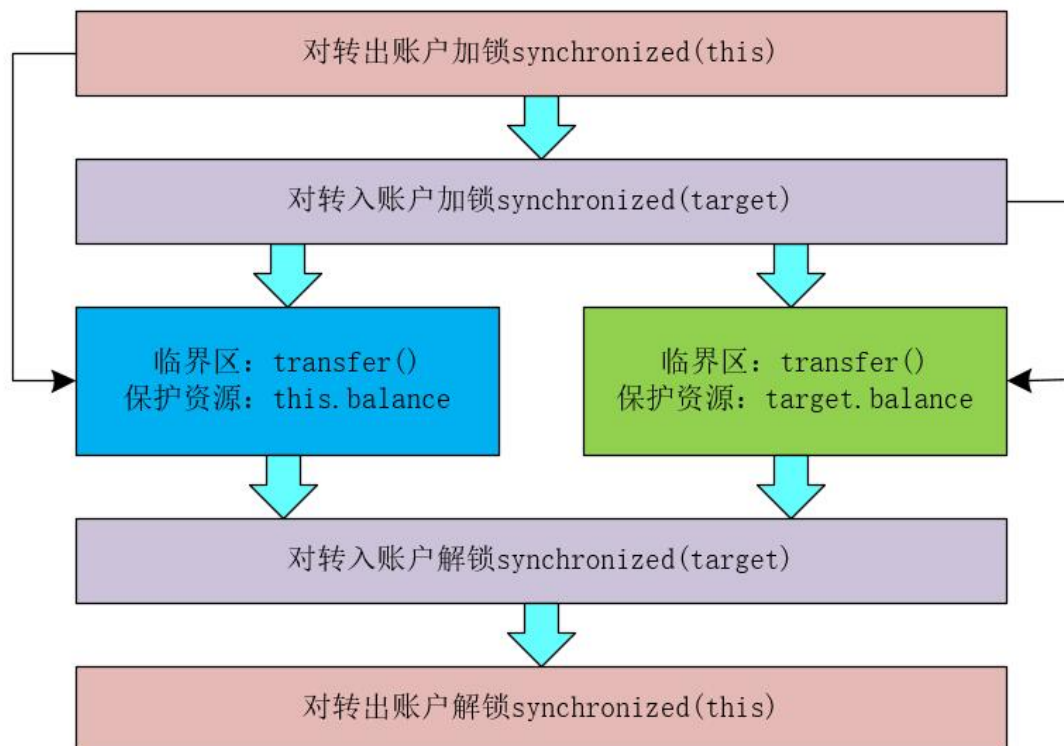 对转出账户加锁synchronized(this)
对转入账户加锁synchronized(target)
临界区：transfer()
保护资源：this.balance
临界区：transfer()
保护资源：target.balance
对转入账户解锁synchronized(target)
对转出账户解锁synchronized(this)